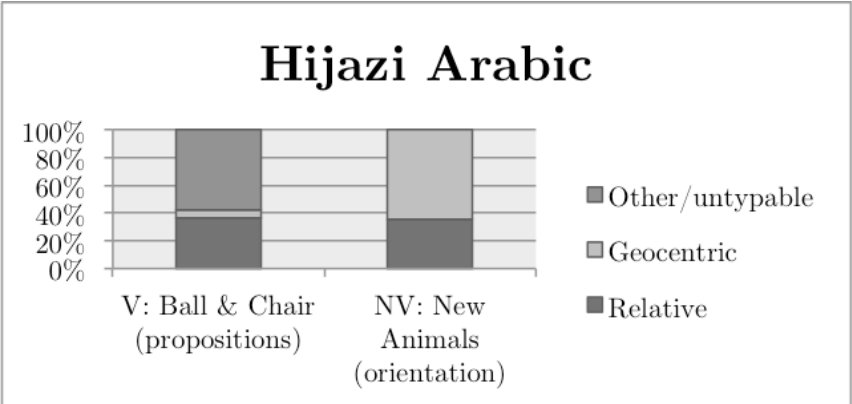 Hijazi Arabic
100%
80%
60%
40%
20%
0%
V: Ball & Chair
(propositions)
NV: New
Animals
(orientation)
Other/untypable
Geocentric
Relative